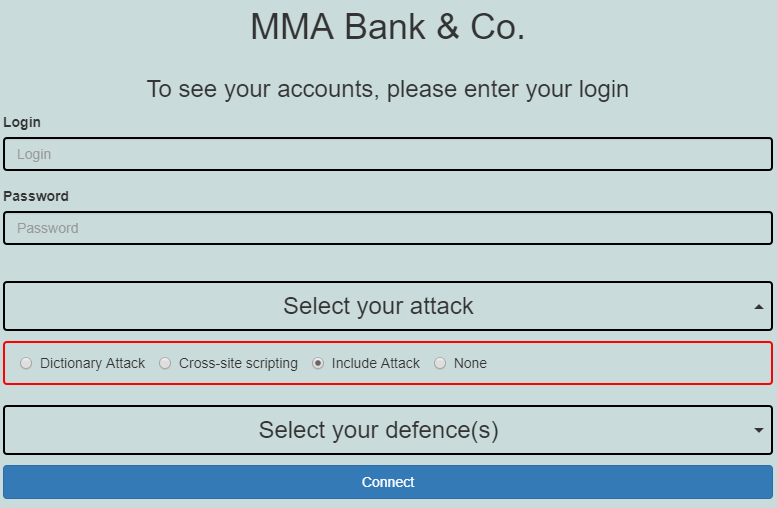 MMA Bank & Co.
To see your accounts, please enter your login
Login
Login
Password
Password
Select your attack
Dictionary Attack Cross-site scripting Include Attack None
Select your defence(s)
Connect